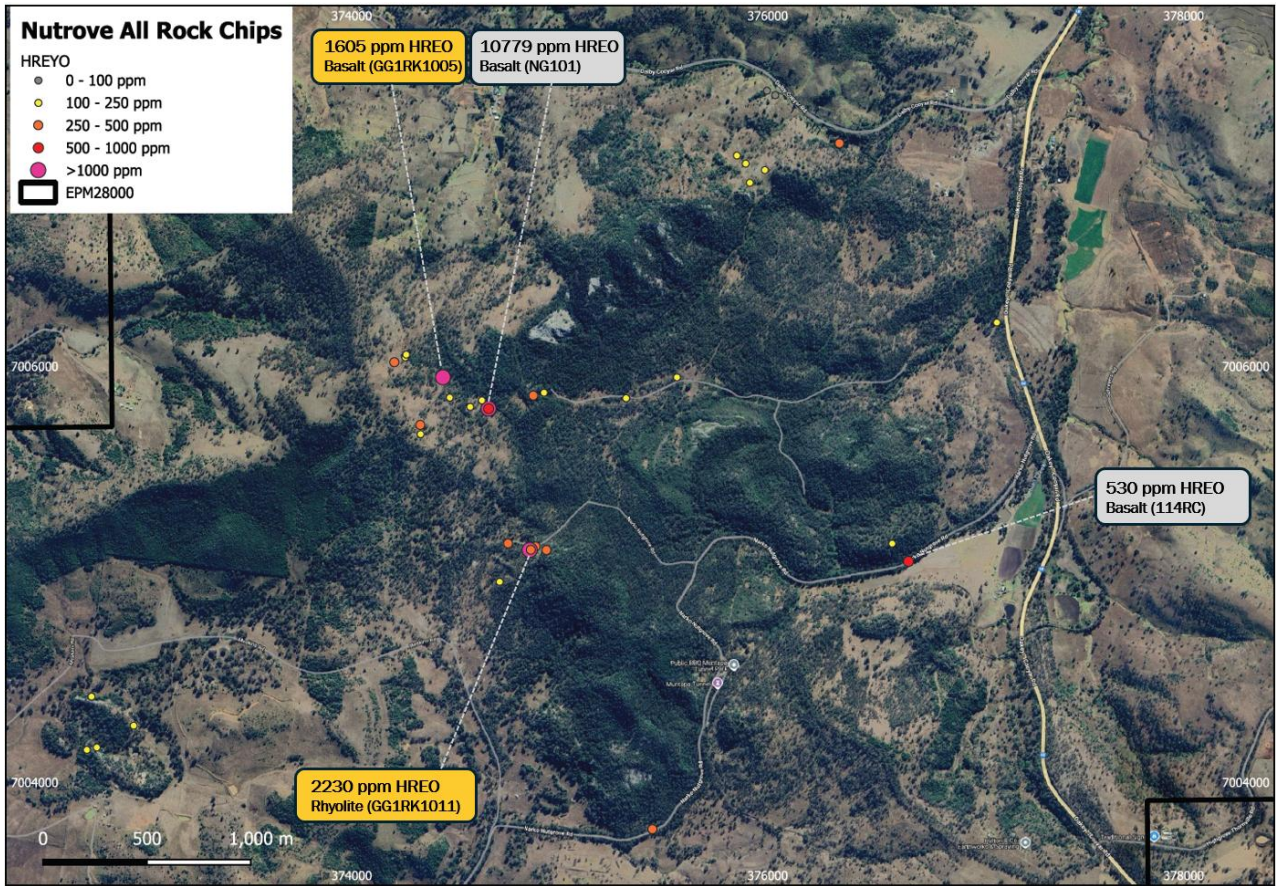 374000
376000
378000
Nutrove All Rock Chips
HREYO
0 - 100 ppm
100 - 250 ppm
250 - 500 ppm
500 - 1000 ppm
>1000 ppm
EPM28000
1605 ppm HREO
Basalt (GG1RK1005)
10779 ppm HREO
Basalt (NG101)
7006000
7006000
530 ppm HREO
Basalt (114RC)
Muntapa Tunnel
2230 ppm HREO
Rhyolite (GG1RK1011)
7004000
7004000
0
500
1,000 m
374000
376000
378000